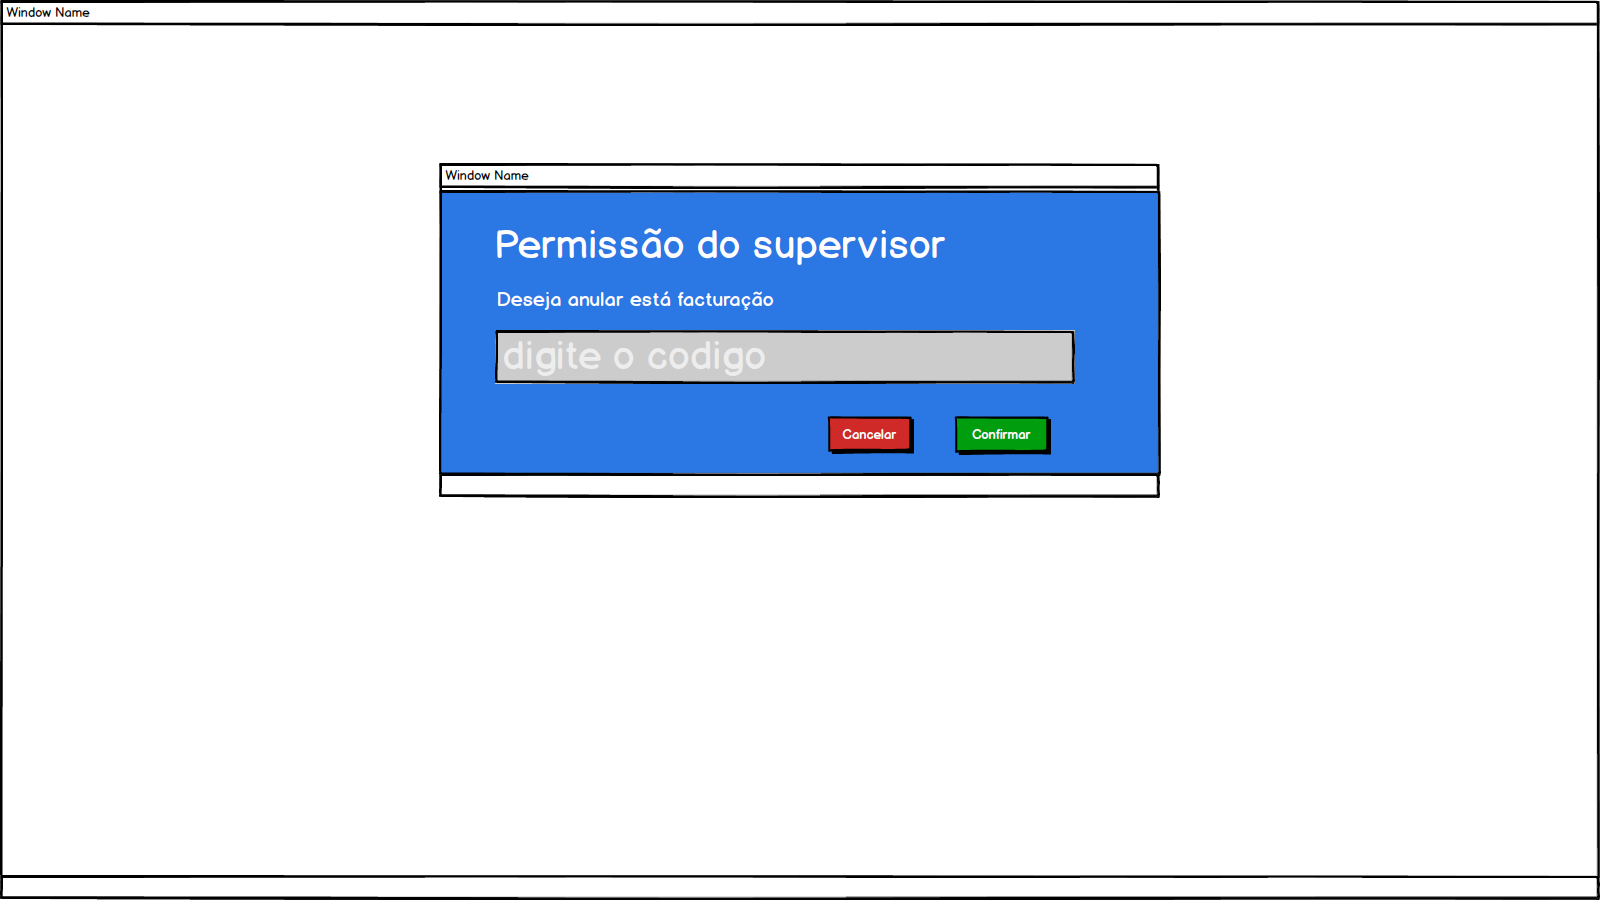 Window Name
Window Name
Permissão do supervisor
Deseja anular está facturação
digite o codigo
Cancelar Confirmar